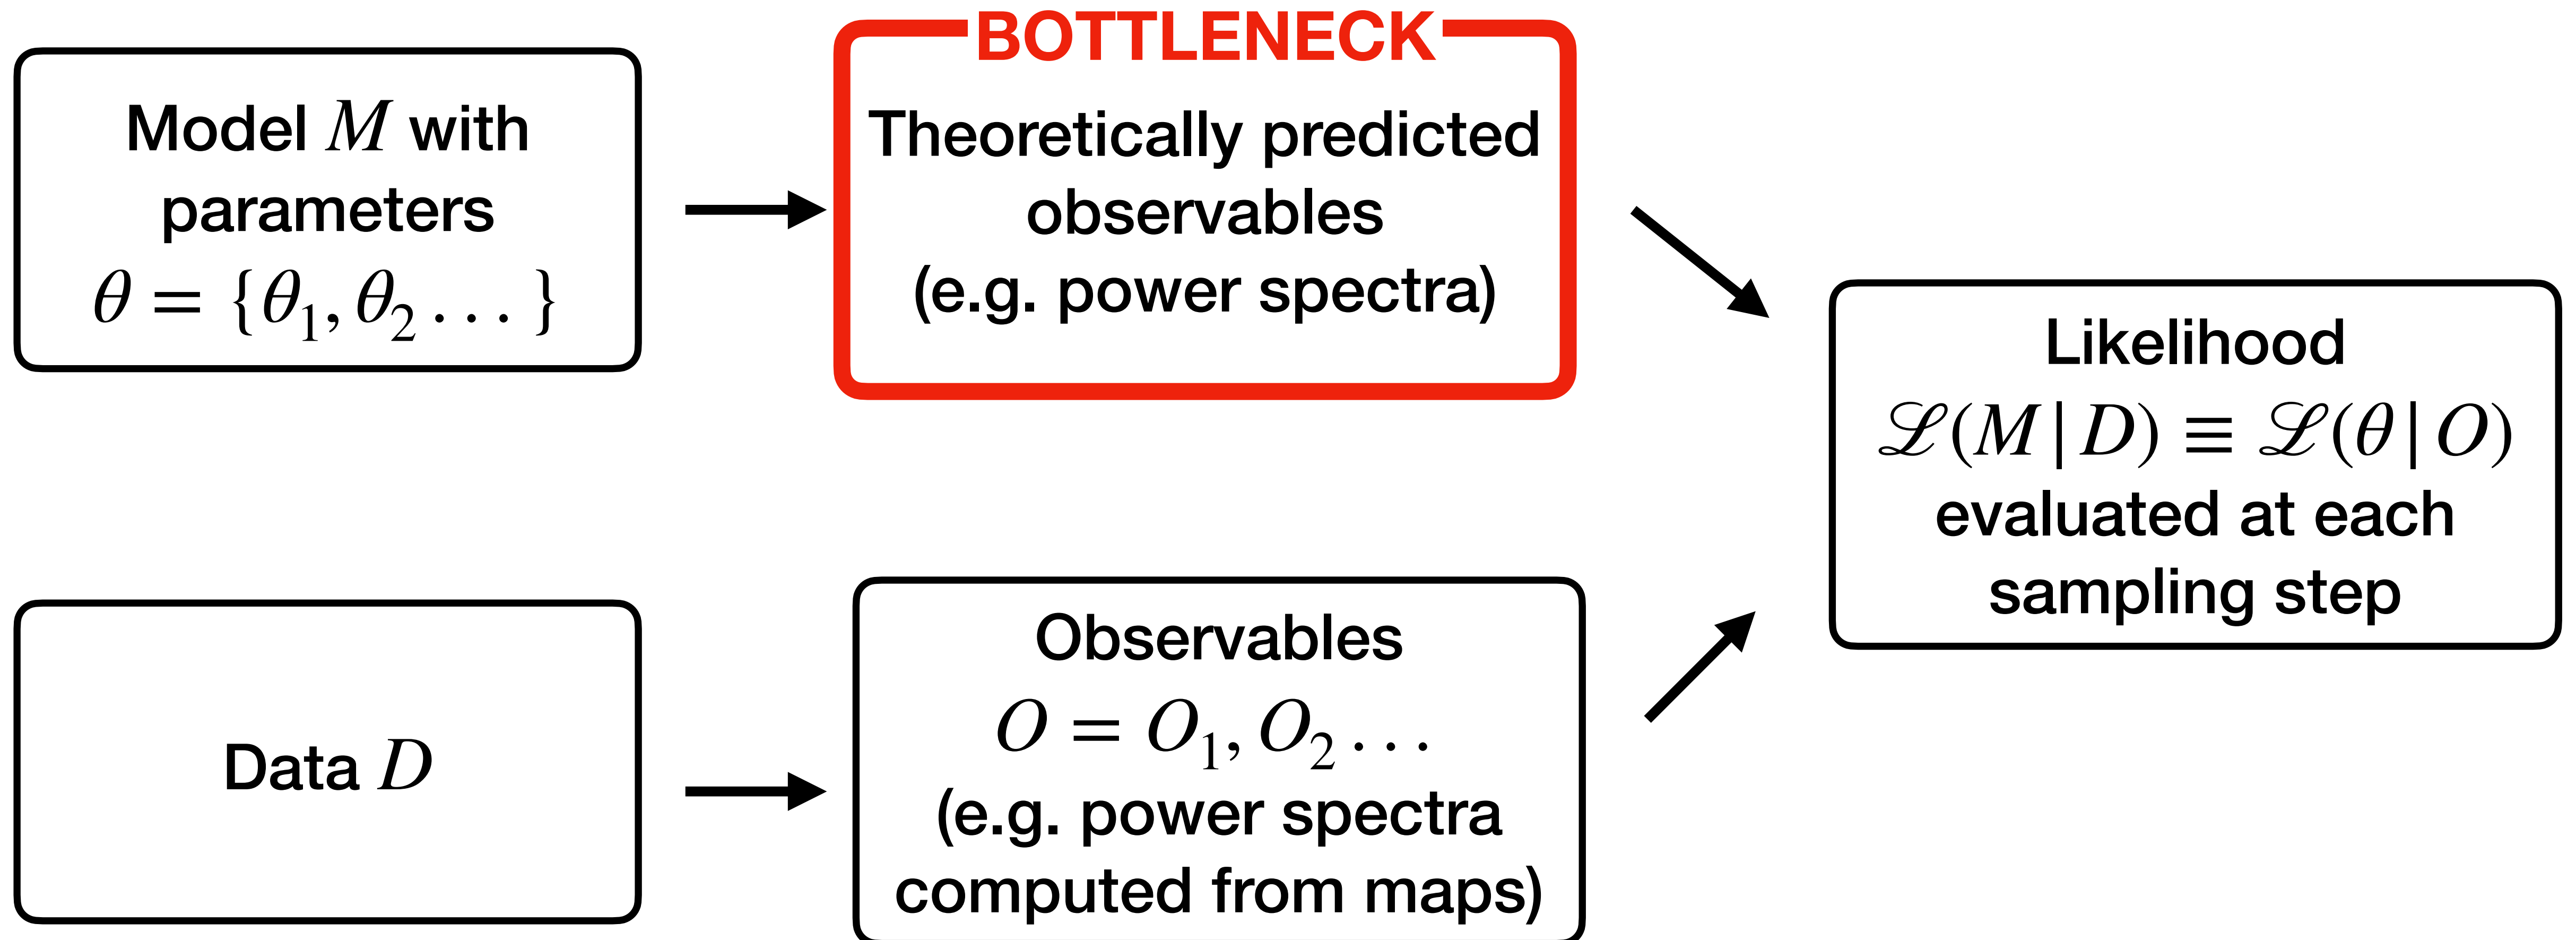 Model M with
parameters
θ = {θ₁, θ₂ … }
BOTTLENECK
Theoretically predicted
observables
(e.g. power spectra)
Data D
Observables
O = O₁, O₂ …
(e.g. power spectra
computed from maps)
Likelihood
ℒ(M | D) ≡ ℒ(θ | O)
evaluated at each
sampling step